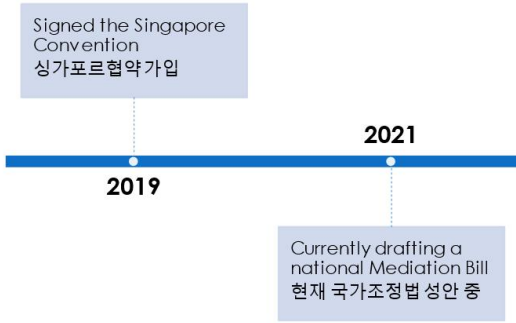 Signed the Singapore
Convention
싱가포르협약가입
2021
2019
Currently drafting a
national Mediation Bill
현재 국가조정법 성안 중